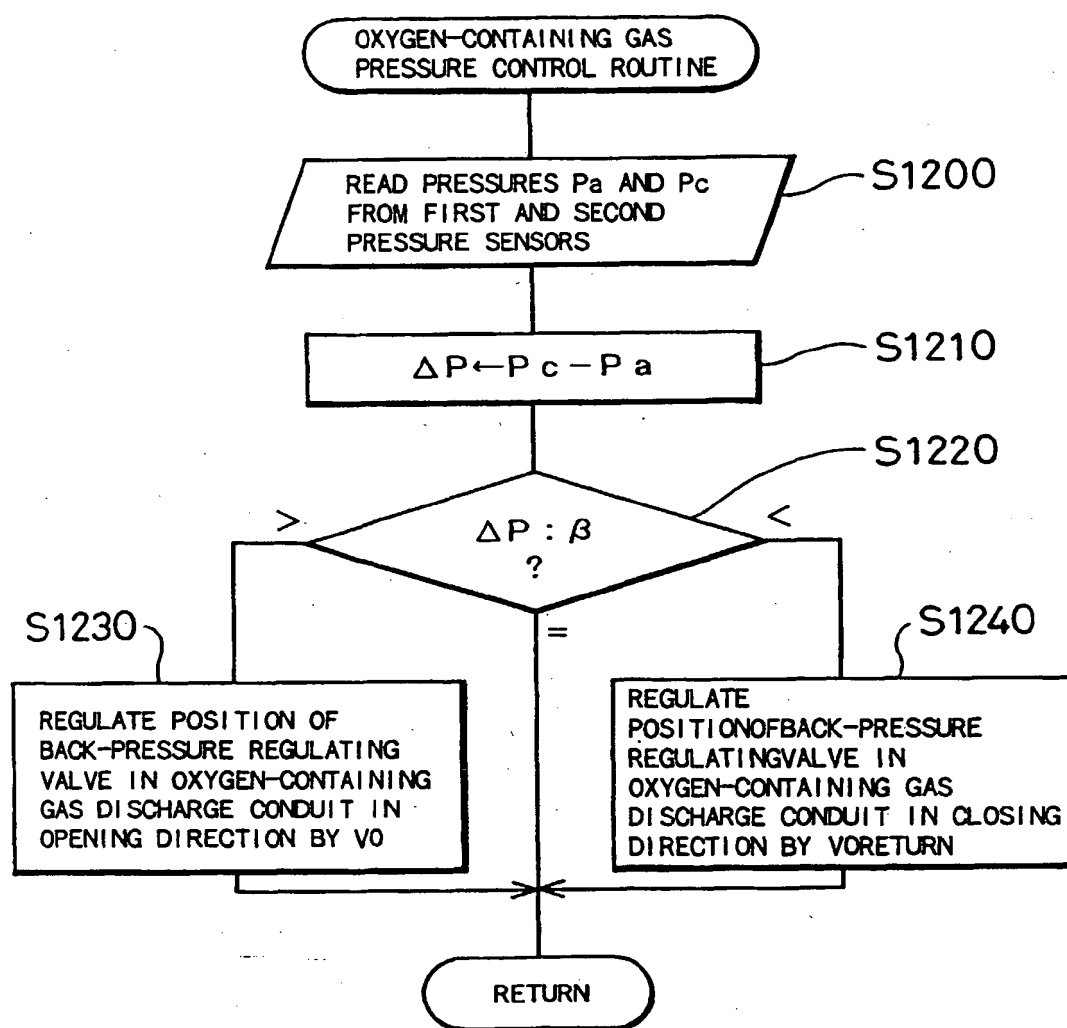 OXYGEN-CONTAINING GAS
PRESSURE CONTROL ROUTINE
READ PRESSURES Pa AND Pc
FROM FIRST AND SECOND
PRESSURE SENSORS
S1200
△P←Pc−Pa
S1210
S1220
>
△P : β
?
<
=
S1230
REGULATE POSITION OF
BACK-PRESSURE REGULATING
VALVE IN OXYGEN-CONTAINING
GAS DISCHARGE CONDUIT IN
OPENING DIRECTION BY VO
S1240
REGULATE
POSITIONOFBACK-PRESSURE
REGULATINGVALVE IN
OXYGEN-CONTAINING GAS
DISCHARGE CONDUIT IN CLOSING
DIRECTION BY VORETURN
RETURN